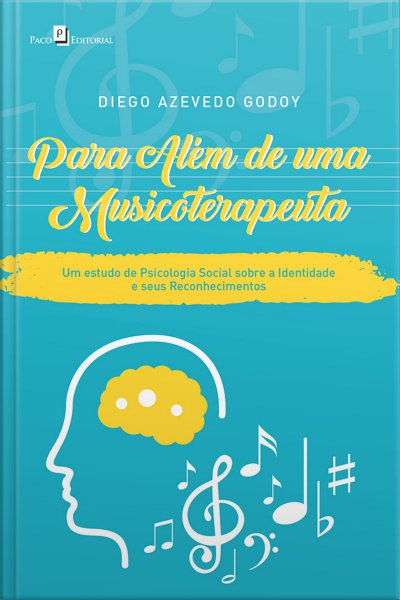 PACO EDITORIAL
DIEGO AZEVEDO GODOY
Para Além de uma
Musicoterapeuta
Um estudo de Psicologia Social sobre a Identidade
e seus Reconhecimentos